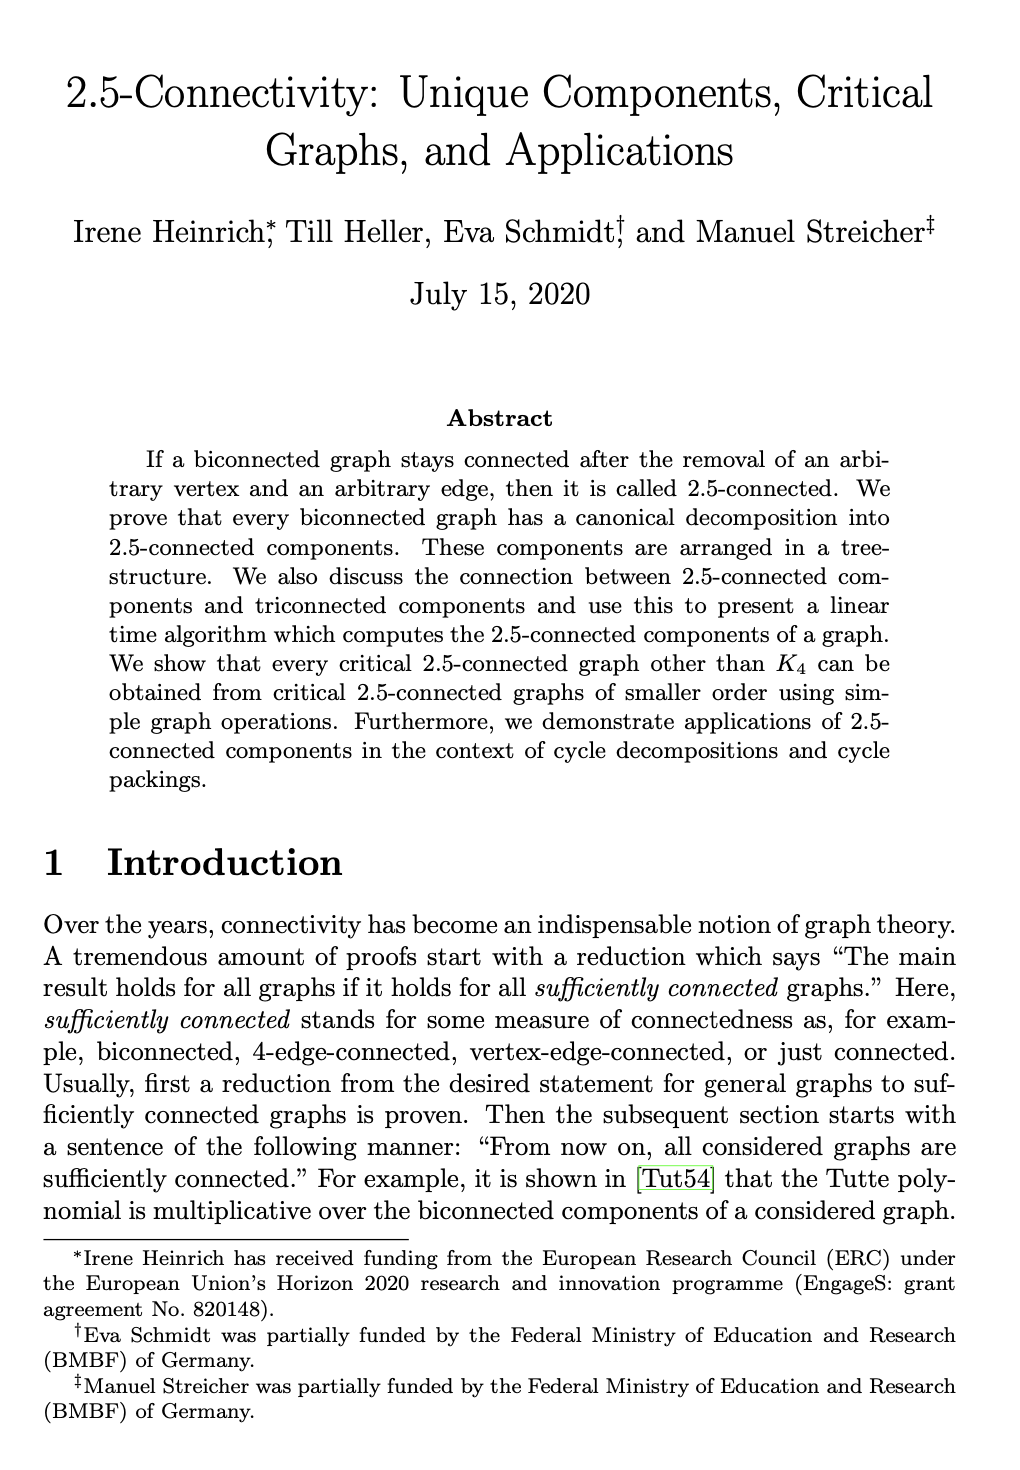 2.5-Connectivity: Unique Components, Critical
Graphs, and Applications
Irene Heinrich*, Till Heller, Eva Schmidt†, and Manuel Streicher‡
July 15, 2020
Abstract
If a biconnected graph stays connected after the removal of an arbi-
trary vertex and an arbitrary edge, then it is called 2.5-connected. We
prove that every biconnected graph has a canonical decomposition into
2.5-connected components. These components are arranged in a tree-
structure. We also discuss the connection between 2.5-connected com-
ponents and triconnected components and use this to present a linear
time algorithm which computes the 2.5-connected components of a graph.
We show that every critical 2.5-connected graph other than K₄ can be
obtained from critical 2.5-connected graphs of smaller order using sim-
ple graph operations. Furthermore, we demonstrate applications of 2.5-
connected components in the context of cycle decompositions and cycle
packings.
1 Introduction
Over the years, connectivity has become an indispensable notion of graph theory.
A tremendous amount of proofs start with a reduction which says “The main
result holds for all graphs if it holds for all sufficiently connected graphs.” Here,
sufficiently connected stands for some measure of connectedness as, for exam-
ple, biconnected, 4-edge-connected, vertex-edge-connected, or just connected.
Usually, first a reduction from the desired statement for general graphs to suf-
ficiently connected graphs is proven. Then the subsequent section starts with
a sentence of the following manner: “From now on, all considered graphs are
sufficiently connected.” For example, it is shown in [Tut54] that the Tutte poly-
nomial is multiplicative over the biconnected components of a considered graph.
*Irene Heinrich has received funding from the European Research Council (ERC) under
the European Union’s Horizon 2020 research and innovation programme (EngageS: grant
agreement No. 820148).
†Eva Schmidt was partially funded by the Federal Ministry of Education and Research
(BMBF) of Germany.
‡Manuel Streicher was partially funded by the Federal Ministry of Education and Research
(BMBF) of Germany.